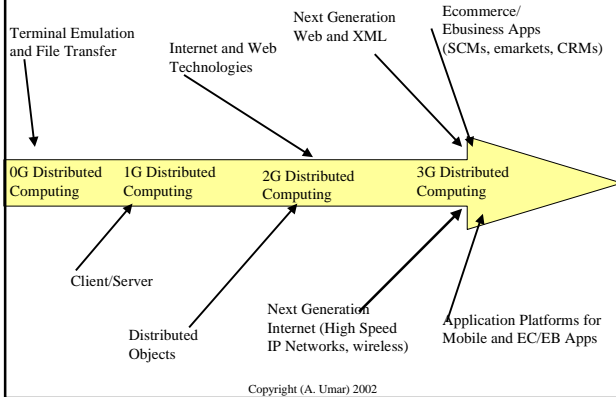 Terminal Emulation
and File Transfer
Internet and Web
Technologies
Next Generation
Web and XML
Ecommerce/
Ebusiness Apps
(SCMs, emarkets, CRMs)
0G Distributed
Computing
1G Distributed
Computing
2G Distributed
Computing
3G Distributed
Computing
Client/Server
Distributed
Objects
Next Generation
Internet (High Speed
IP Networks, wireless)
Application Platforms for
Mobile and EC/EB Apps
Copyright (A. Umar) 2002